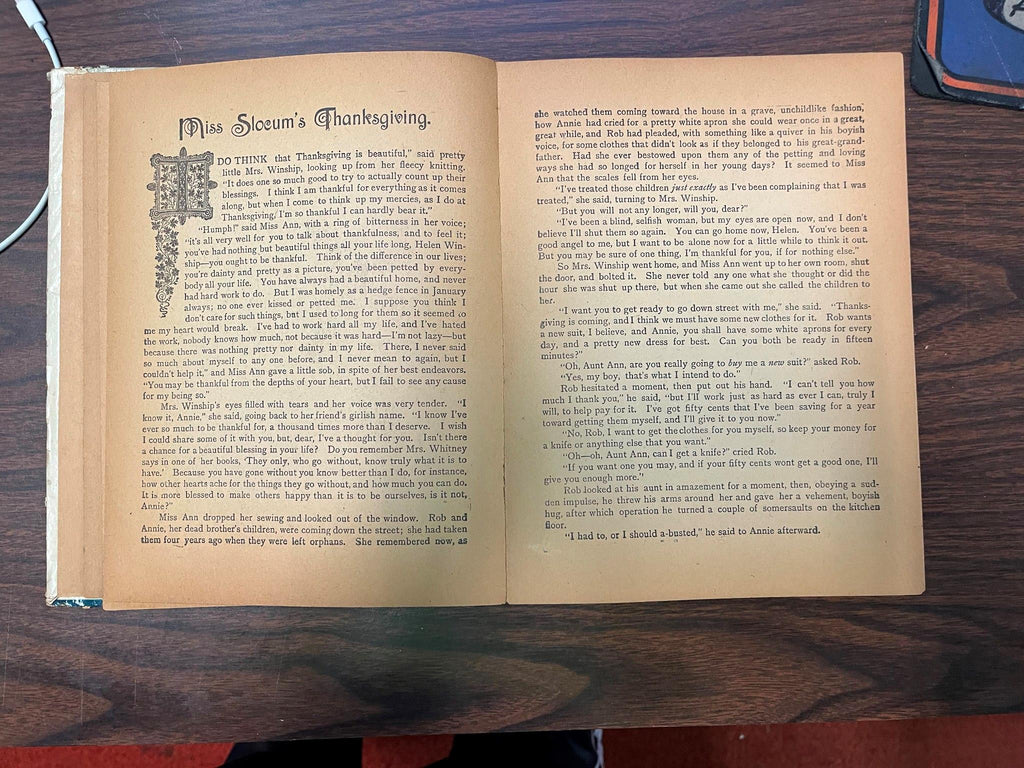 Miss Slocum's Thanksgiving.
I DO THINK that Thanksgiving is beautiful," said pretty
little Mrs. Winship, looking up from her fleecy knitting.
"It does one so much good to try to actually count up their
blessings. I think I am thankful for everything as it comes
along, but when I come to think up my mercies, as I do at
Thanksgiving, I'm so thankful I can hardly bear it."
"Humph!" said Miss Ann, with a ring of bitterness in her voice;
"it's all very well for you to talk about thankfulness, and to feel it;
you've had nothing but beautiful things all your life long, Helen Win-
ship—you ought to be thankful. Think of the difference in our lives;
you're dainty and pretty as a picture, you've been petted by every-
body all your life. You have always had a beautiful home, and never
had hard work to do. But I was homely as a hedge fence in January
always; no one ever kissed or petted me. I suppose you think I
don't care for such things, but I used to long for them so it seemed to
me my heart would break. I've had to work hard all my life, and I've hated
the work, nobody knows how much, not because it was hard—I'm not lazy—but
because there was nothing pretty nor dainty in my life. There, I never said
so much about myself to any one before, and I never mean to again, but I
couldn't help it," and Miss Ann gave a little sob, in spite of her best endeavors.
"You may be thankful from the depths of your heart, but I fail to see any cause
for my being so."
Mrs. Winship's eyes filled with tears and her voice was very tender. "I
know it, Annie," she said, going back to her friend's girlish name. "I know I've
ever so much to be thankful for, a thousand times more than I deserve. I wish
I could share some of it with you, but, dear, I've a thought for you. Isn't there
a chance for a beautiful blessing in your life? Do you remember Mrs. Whitney
says in one of her books, 'They only, who go without, know truly what it is to
have.' Because you have gone without you know better than I do, for instance,
how other hearts ache for the things they go without, and how much you can do.
It is more blessed to make others happy than it is to be ourselves, is it not,
Annie?"
Miss Ann dropped her sewing and looked out of the window. Rob and
Annie, her dead brother's children, were coming down the street; she had taken
them four years ago when they were left orphans. She remembered now, as
she watched them coming toward the house in a grave, unchildlike fashion,
how Annie had cried for a pretty white apron she could wear once in a great,
great while, and Rob had pleaded, with something like a quiver in his boyish
voice, for some clothes that didn't look as if they belonged to his great-grand-
father. Had she ever bestowed upon them any of the petting and loving
ways she had so longed for herself in her young days? It seemed to Miss
Ann that the scales fell from her eyes.
"I've treated those children just exactly as I've been complaining that I was
treated," she said, turning to Mrs. Winship.
"But you will not any longer, will you, dear?"
"I've been a blind, selfish woman, but my eyes are open now, and I don't
believe I'll shut them so again. You can go home now, Helen. You've been a
good angel to me, but I want to be alone now for a little while to think it out.
But you may be sure of one thing, I'm thankful for you, if for nothing else."
So Mrs. Winship went home, and Miss Ann went up to her own room, shut
the door, and bolted it. She never told any one what she thought or did the
hour she was shut up there, but when she came out she called the children to
her.
"I want you to get ready to go down street with me," she said. "Thanks-
giving is coming, and I think we must have some new clothes for it. Rob wants
a new suit, I believe, and Annie, you shall have some white aprons for every
day, and a pretty new dress for best. Can you both be ready in fifteen
minutes?"
"Oh, Aunt Ann, are you really going to buy me a new suit?" asked Rob.
"Yes, my boy, that's what I intend to do."
Rob hesitated a moment, then put out his hand. "I can't tell you how
much I thank you," he said, "but I'll work just as hard as ever I can, truly I
will, to help pay for it. I've got fifty cents that I've been saving for a year
toward getting them myself, and I'll give it to you now."
"No, Rob, I want to get the clothes for you myself, so keep your money for
a knife or anything else that you want."
"Oh—oh, Aunt Ann, can I get a knife?" cried Rob.
"If you want one you may, and if your fifty cents wont get a good one, I'll
give you enough more."
Rob looked at his aunt in amazement for a moment, then, obeying a sud-
den impulse, he threw his arms around her and gave her a vehement, boyish
hug, after which operation he turned a couple of somersaults on the kitchen
floor.
"I had to, or I should a-busted," he said to Annie afterward.